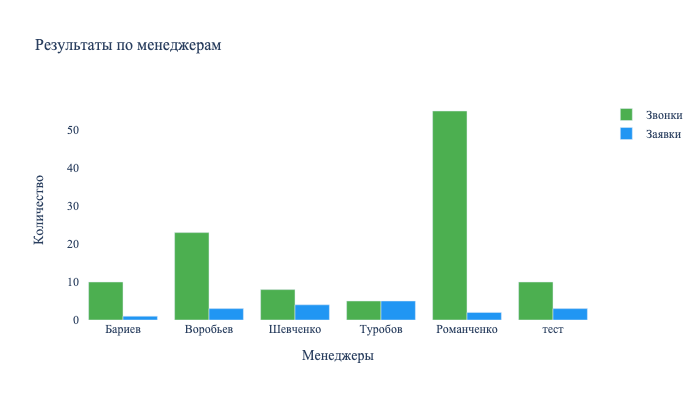 Результаты по менеджерам
Звонки
Заявки
Количество
50
40
30
20
10
0
Бариев Воробьев Шевченко Туробов Романченко тест
Менеджеры